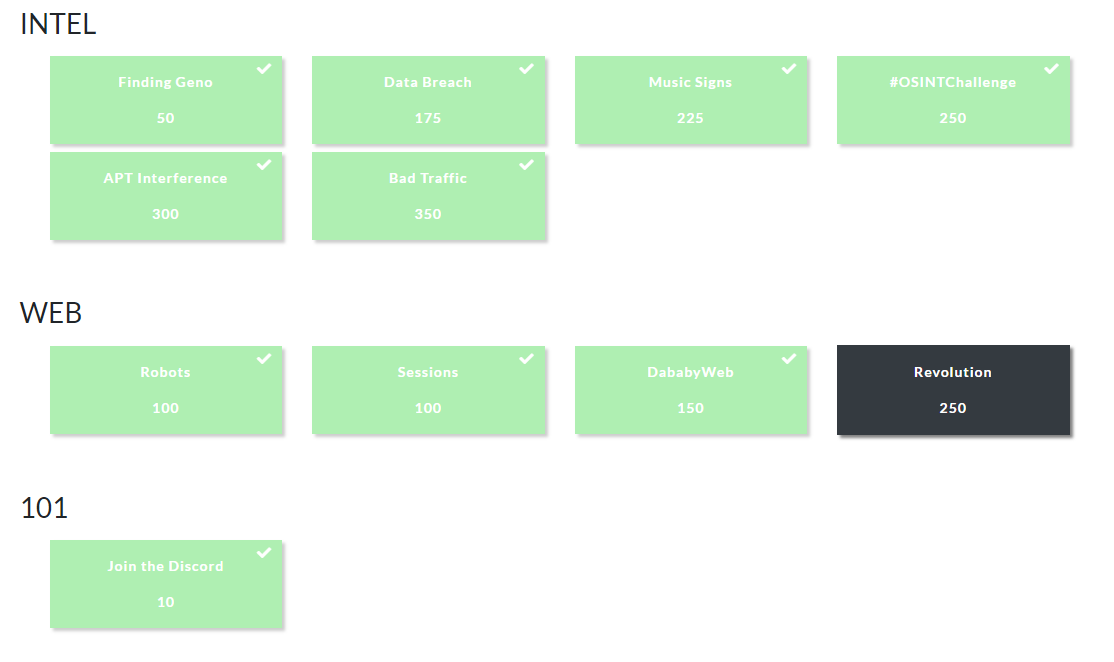 INTEL
Finding Geno
50
Data Breach
175
Music Signs
225
#OSINTChallenge
250
APT Interference
300
Bad Traffic
350
WEB
Robots
100
Sessions
100
DababyWeb
150
Revolution
250
101
Join the Discord
10